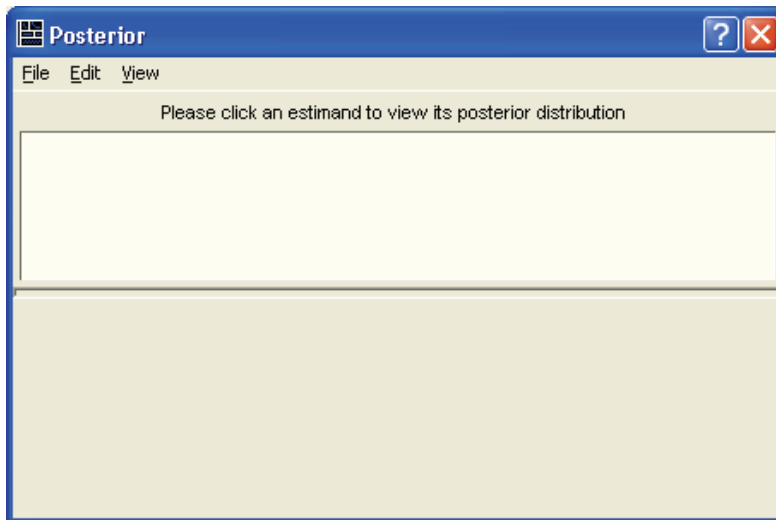 Posterior
File Edit View
Please click an estimand to view its posterior distribution